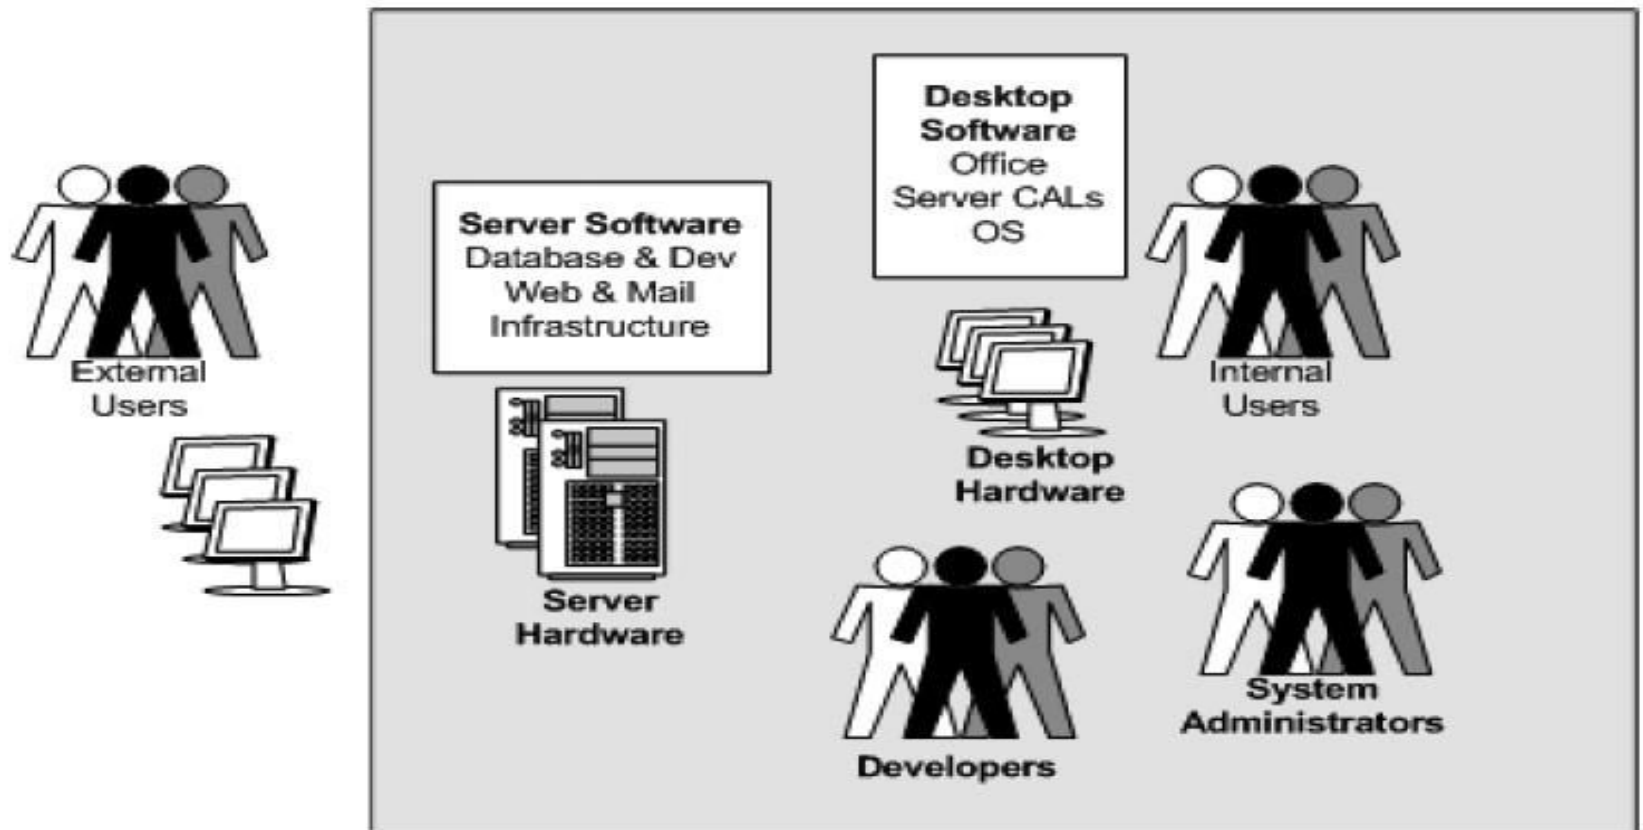 External
Users
Server Software
Database & Dev
Web & Mail
Infrastructure
Server
Hardware
Desktop
Software
Office
Server CALs
OS
Desktop
Hardware
Internal
Users
Developers
System
Administrators